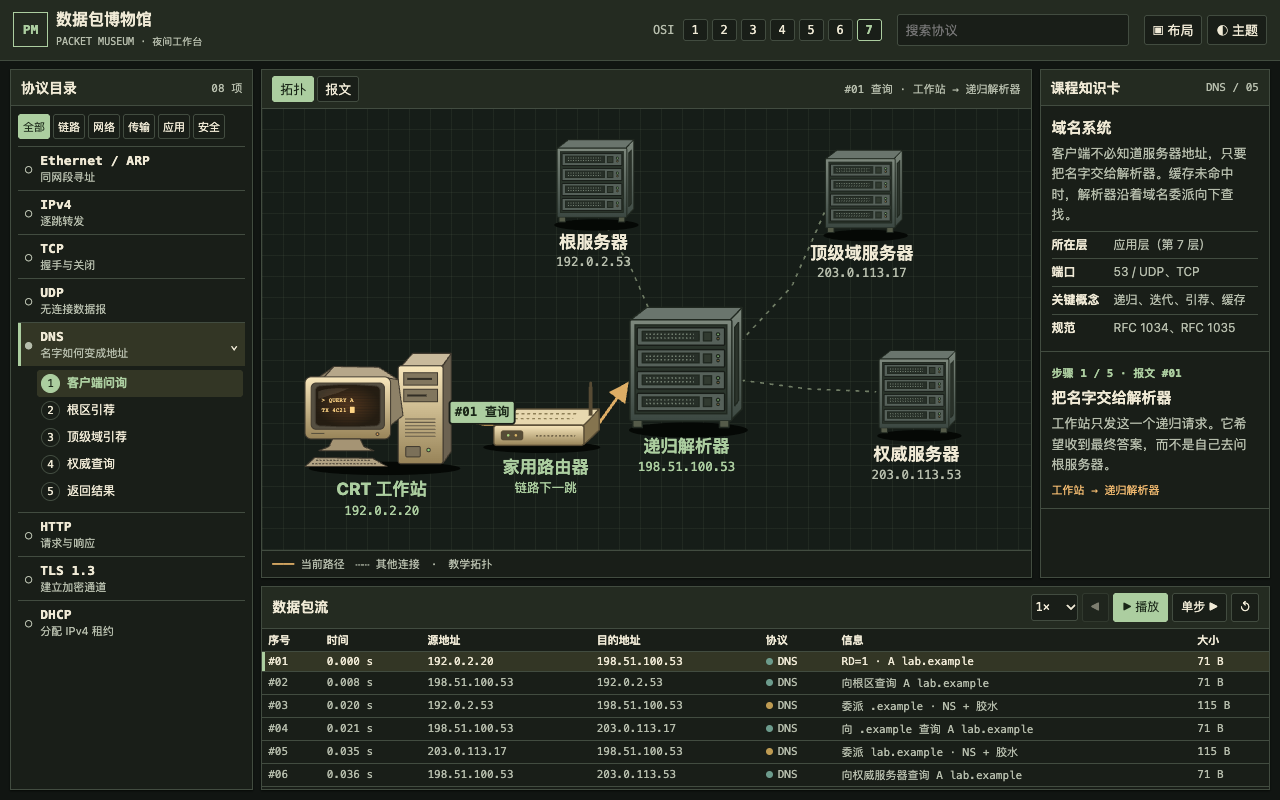 PM
数据包博物馆
PACKET MUSEUM · 夜间工作台
OSI 1 2 3 4 5 6 7
搜索协议
▣ 布局
◐ 主题
协议目录 08 项
全部 链路 网络 传输 应用 安全
Ethernet / ARP
同网段寻址
IPv4
逐跳转发
TCP
握手与关闭
UDP
无连接数据报
DNS
名字如何变成地址
1 客户端问询
2 根区引荐
3 顶级域引荐
4 权威查询
5 返回结果
HTTP
请求与响应
TLS 1.3
建立加密通道
DHCP
分配 IPv4 租约
拓扑 报文
#01 查询 · 工作站 → 递归解析器
根服务器
192.0.2.53
顶级域服务器
203.0.113.17
> QUERY A
TX 4C21
#01 查询
递归解析器
198.51.100.53
权威服务器
203.0.113.53
家用路由器
链路下一跳
CRT 工作站
192.0.2.20
当前路径 其他连接 · 教学拓扑
课程知识卡 DNS / 05
域名系统
客户端不必知道服务器地址，只要
把名字交给解析器。缓存未命中
时，解析器沿着域名委派向下查
找。
所在层 应用层（第 7 层）
端口 53 / UDP、TCP
关键概念 递归、迭代、引荐、缓存
规范 RFC 1034、RFC 1035
步骤 1 / 5 · 报文 #01
把名字交给解析器
工作站只发这一个递归请求。它希
望收到最终答案，而不是自己去问
根服务器。
工作站 → 递归解析器
数据包流
1× ◀ ▶ 播放 单步 ▶ ↺
序号 时间 源地址 目的地址 协议 信息 大小
#01 0.000 s 192.0.2.20 198.51.100.53 DNS RD=1 · A lab.example 71 B
#02 0.008 s 198.51.100.53 192.0.2.53 DNS 向根区查询 A lab.example 71 B
#03 0.020 s 192.0.2.53 198.51.100.53 DNS 委派 .example · NS + 胶水 115 B
#04 0.021 s 198.51.100.53 203.0.113.17 DNS 向 .example 查询 A lab.example 71 B
#05 0.035 s 203.0.113.17 198.51.100.53 DNS 委派 lab.example · NS + 胶水 115 B
#06 0.036 s 198.51.100.53 203.0.113.53 DNS 向权威服务器查询 A lab.example 71 B